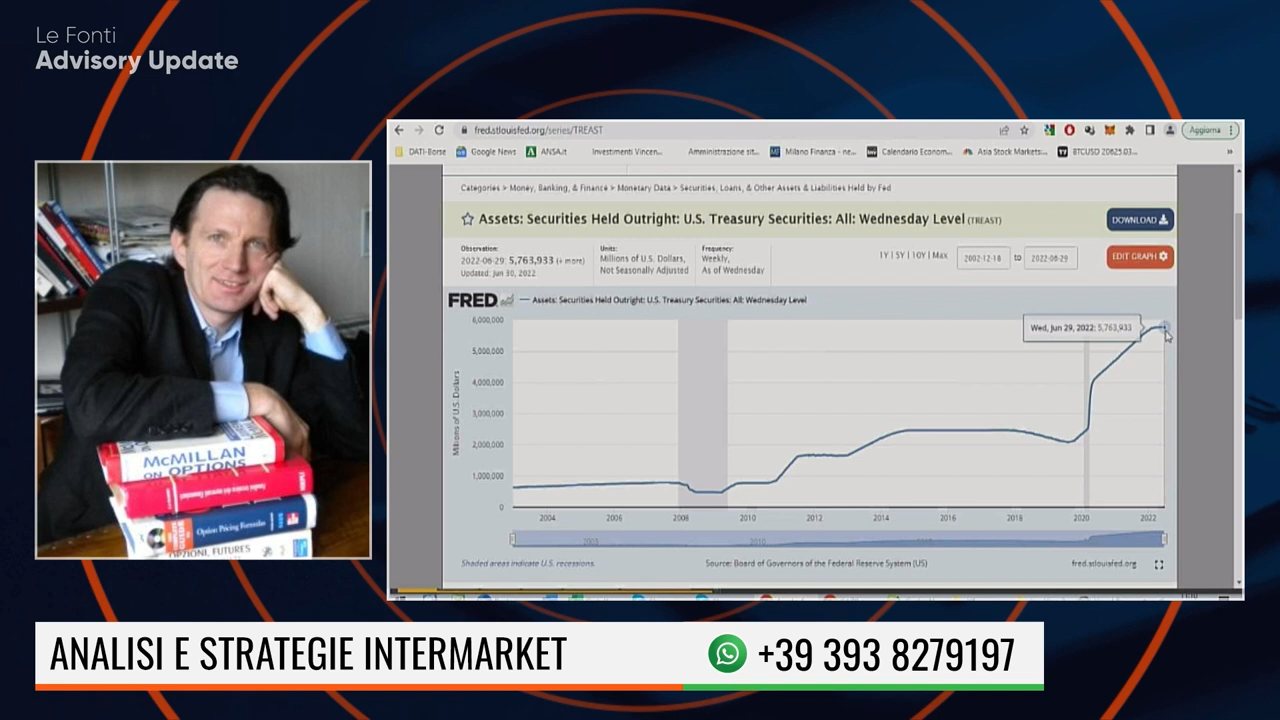 Le Fonti
Advisory Update
fred.stlouisfed.org/series/TREAST
Aggiorna
DATI-Borse
Google News
ANSA.it
Investimenti Vincen...
Amministrazione sit...
Milano Finanza - ne...
Calendario Econom...
Asia Stock Markets:...
BTCUSD 20625.03...
»
Categories > Money, Banking, & Finance > Monetary Data > Securities, Loans, & Other Assets & Liabilities Held by Fed
Assets: Securities Held Outright: U.S. Treasury Securities: All: Wednesday Level (TREAST)
DOWNLOAD
Observation:
2022-06-29: 5,763,933 (+ more)
Updated: Jun 30, 2022
Units:
Millions of U.S. Dollars,
Not Seasonally Adjusted
Frequency:
Weekly,
As of Wednesday
1Y | 5Y | 10Y | Max
2002-12-18 to 2022-06-29
EDIT GRAPH
FRED
Assets: Securities Held Outright: U.S. Treasury Securities: All: Wednesday Level
Wed, Jun 29, 2022: 5,763,933
Millions of U.S. Dollars
6,000,000
5,000,000
4,000,000
3,000,000
2,000,000
1,000,000
0
2004 2006 2008 2010 2012 2014 2016 2018 2020 2022
2005 2010
Shaded areas indicate U.S. recessions.
Source: Board of Governors of the Federal Reserve System (US)
fred.stlouisfed.org
McMILLAN
ON OPTIONS
Option Pricing Formulas
OPZIONI, FUTURES
ANALISI E STRATEGIE INTERMARKET
+39 393 8279197